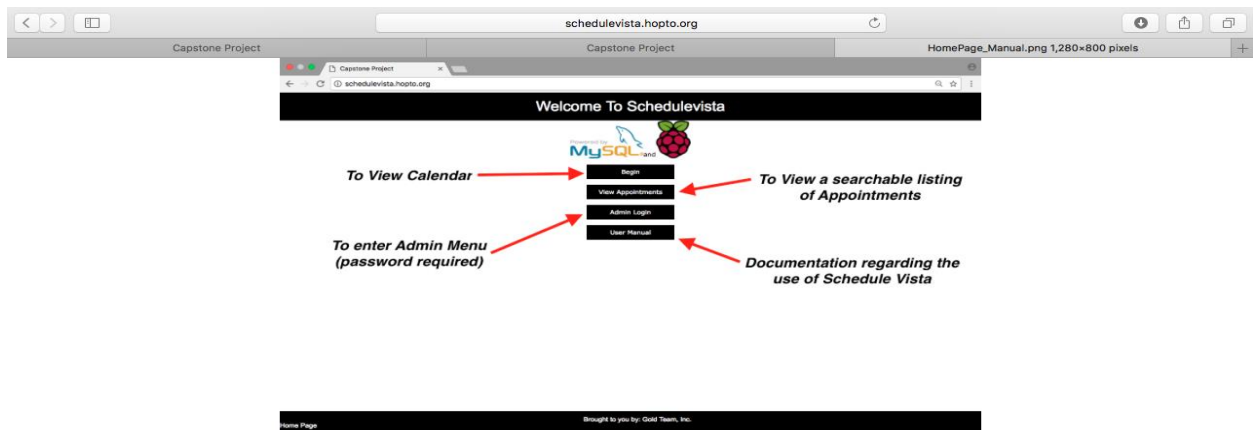 schedulevista.hopto.org
Capstone Project
Capstone Project
HomePage_Manual.png 1,280×800 pixels
Capstone Project
schedulevista.hopto.org
Welcome To Schedulevista
Powered by
MySQL and
To View Calendar
Begin
View Appointments
To View a searchable listing
of Appointments
Admin Login
User Manual
To enter Admin Menu
(password required)
Documentation regarding the
use of Schedule Vista
Brought to you by: Gold Team, Inc.
Home Page